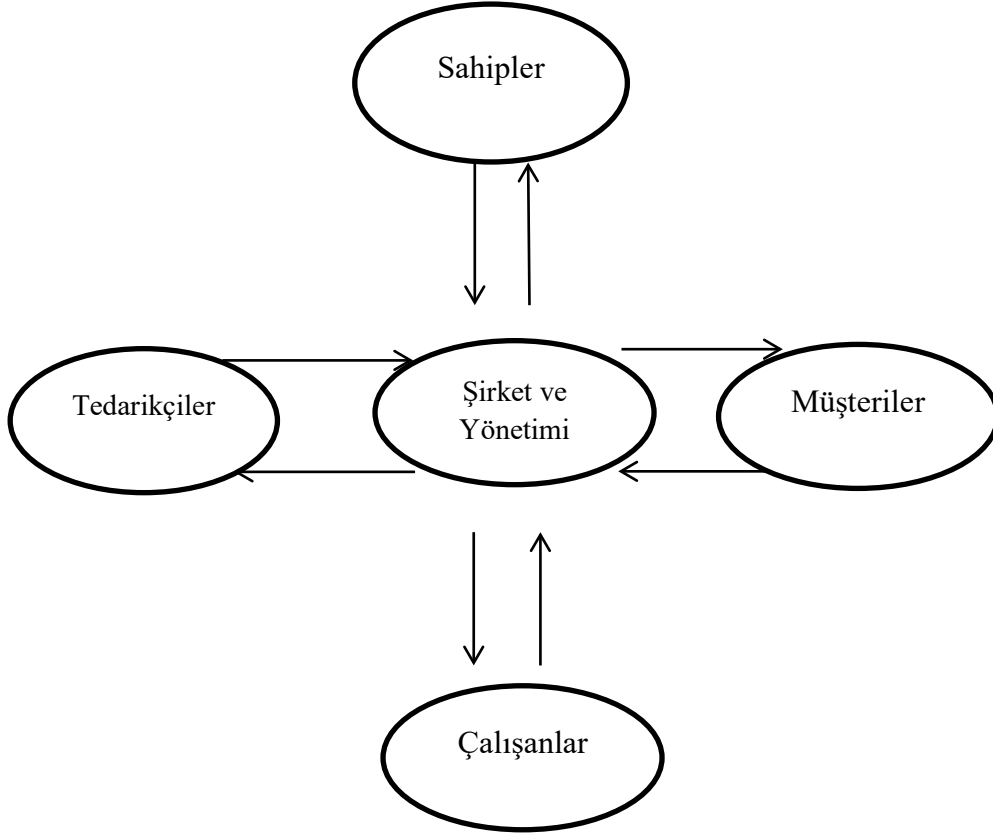 Sahipler
Tedarikçiler
Şirket ve
Yönetimi
Müşteriler
Çalışanlar